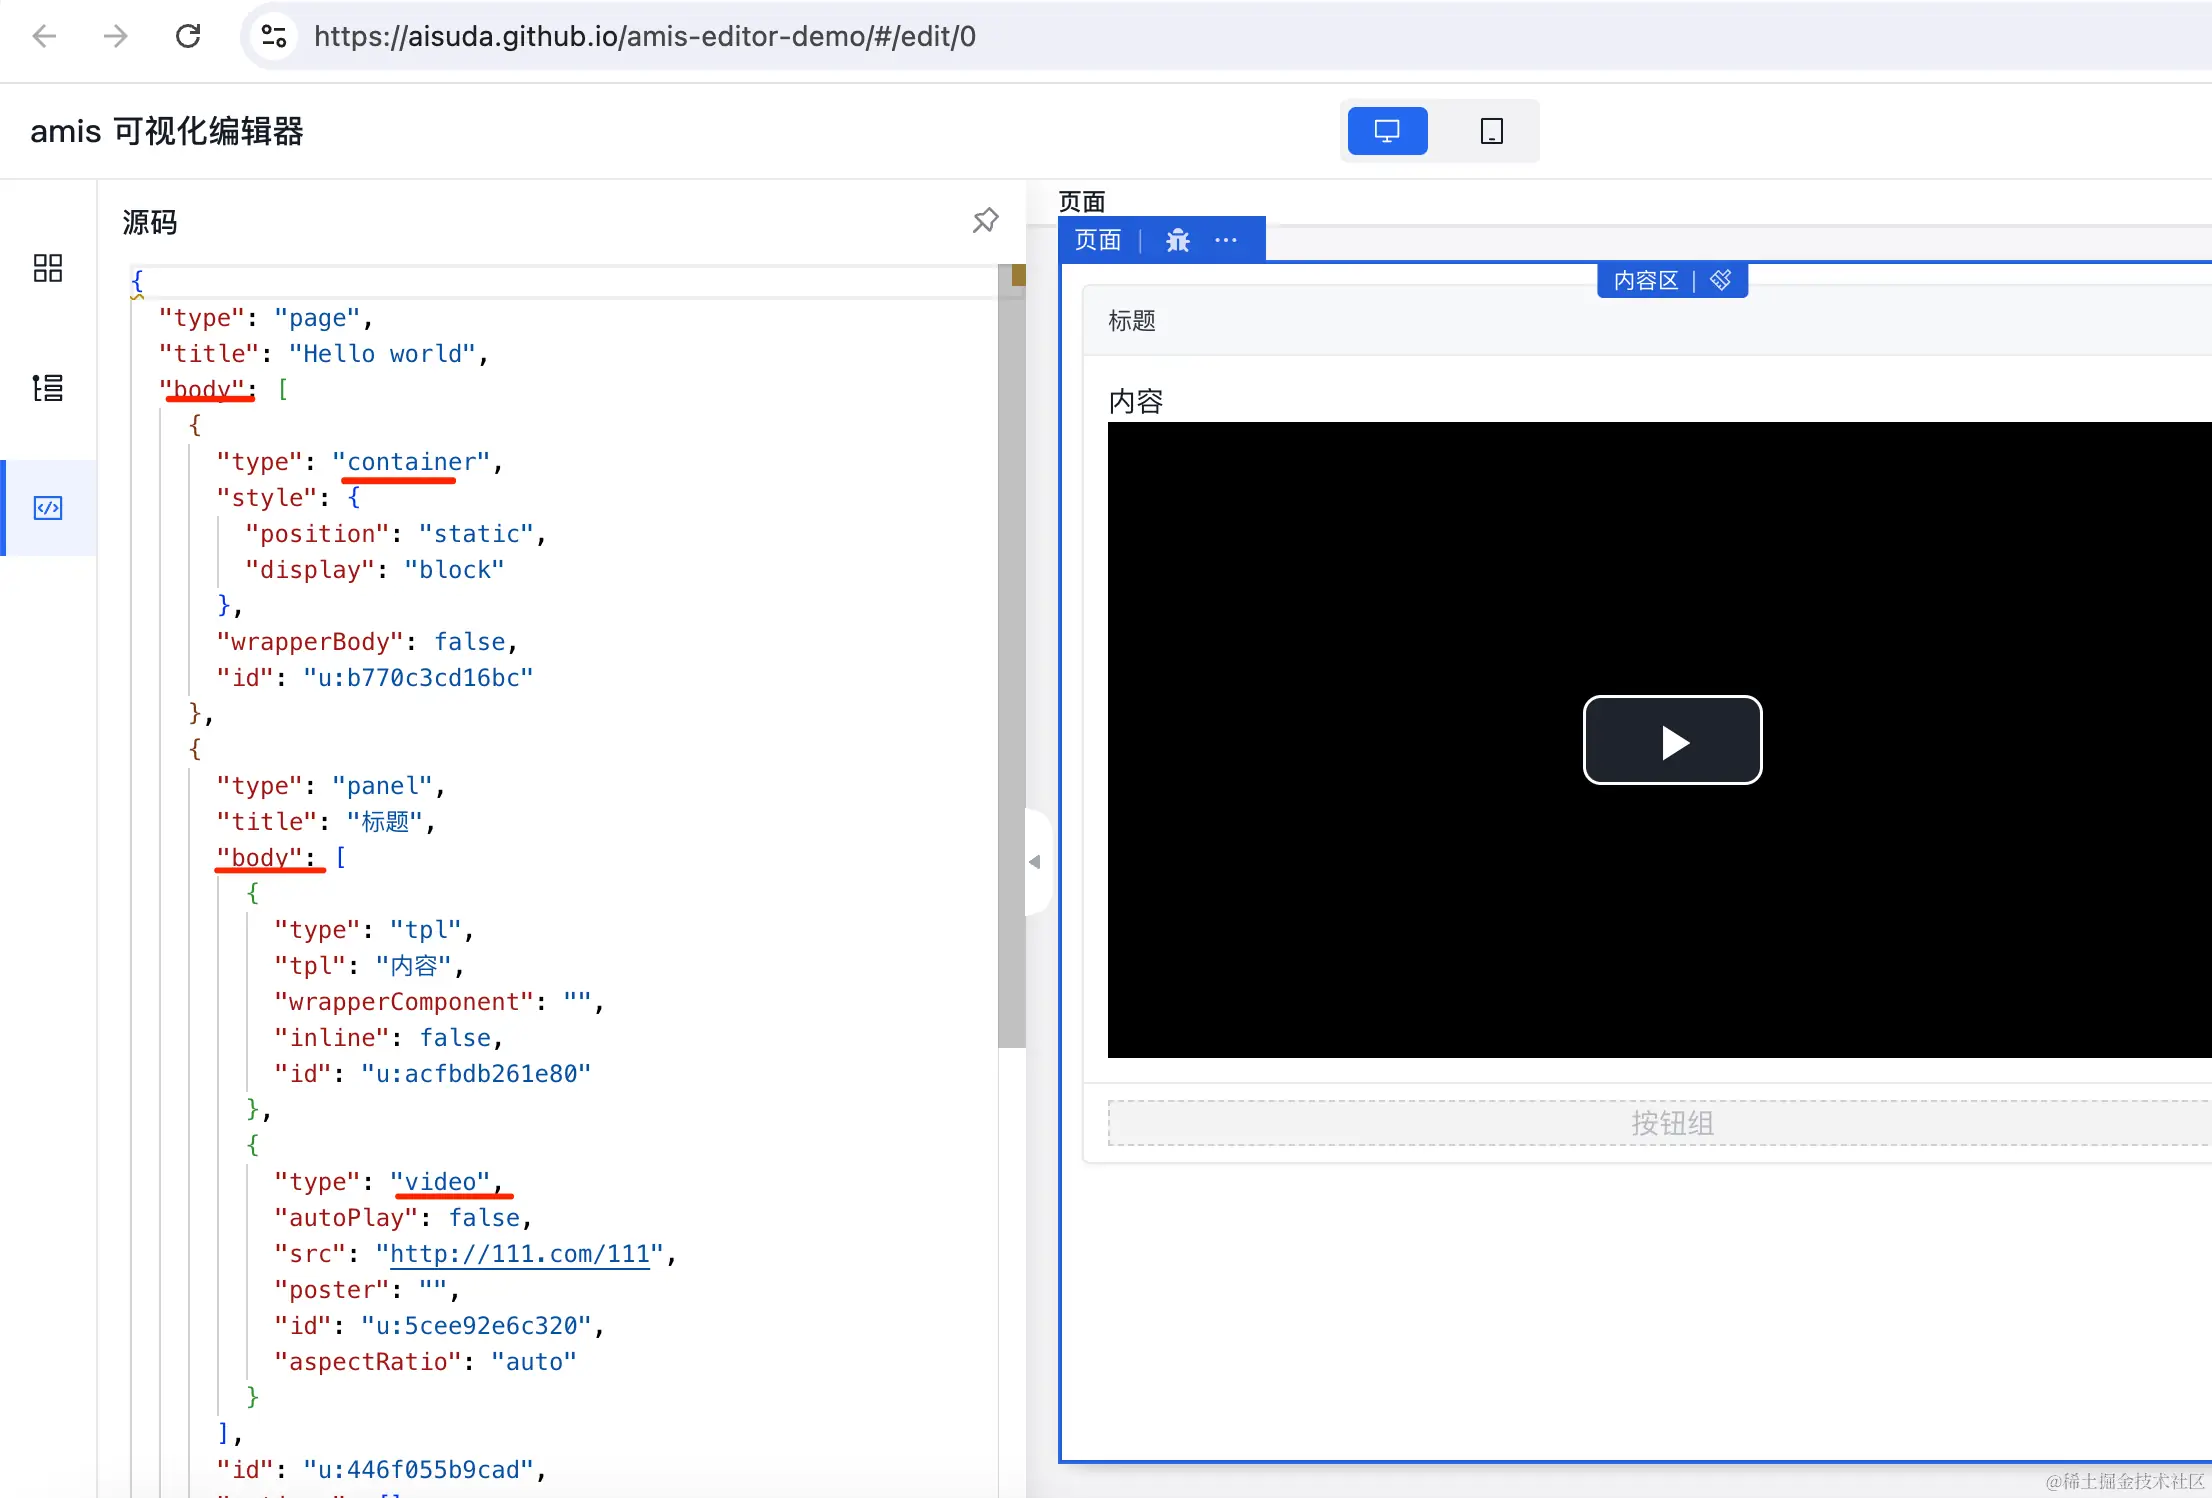 https://aisuda.github.io/amis-editor-demo/#/edit/0
amis 可视化编辑器
源码
{
"type": "page",
"title": "Hello world",
"body": [
{
"type": "container",
"style": {
"position": "static",
"display": "block"
},
"wrapperBody": false,
"id": "u:b770c3cd16bc"
},
{
"type": "panel",
"title": "标题",
"body": [
{
"type": "tpl",
"tpl": "内容",
"wrapperComponent": "",
"inline": false,
"id": "u:acfbdb261e80"
},
{
"type": "video",
"autoPlay": false,
"src": "http://111.com/111",
"poster": "",
"id": "u:5cee92e6c320",
"aspectRatio": "auto"
}
],
"id": "u:446f055b9cad",
页面
页面
内容区
标题
内容
按钮组
@稀土掘金技术社区